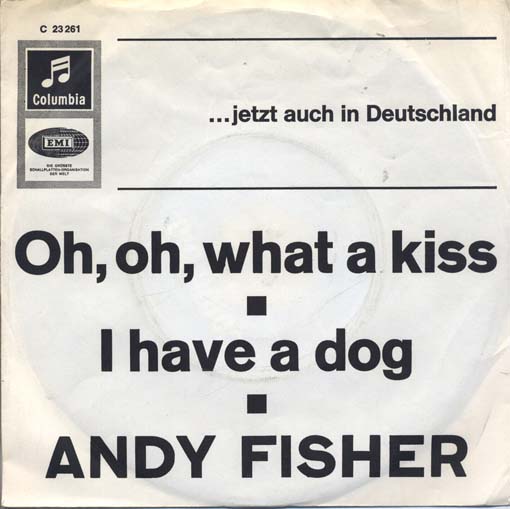 C 23 261
Columbia
...jetzt auch in Deutschland
EMI
DIE GRÖSSTE
SCHALLPLATTEN-ORGANISATION
DER WELT
Oh, oh, what a kiss
I have a dog
ANDY FISHER